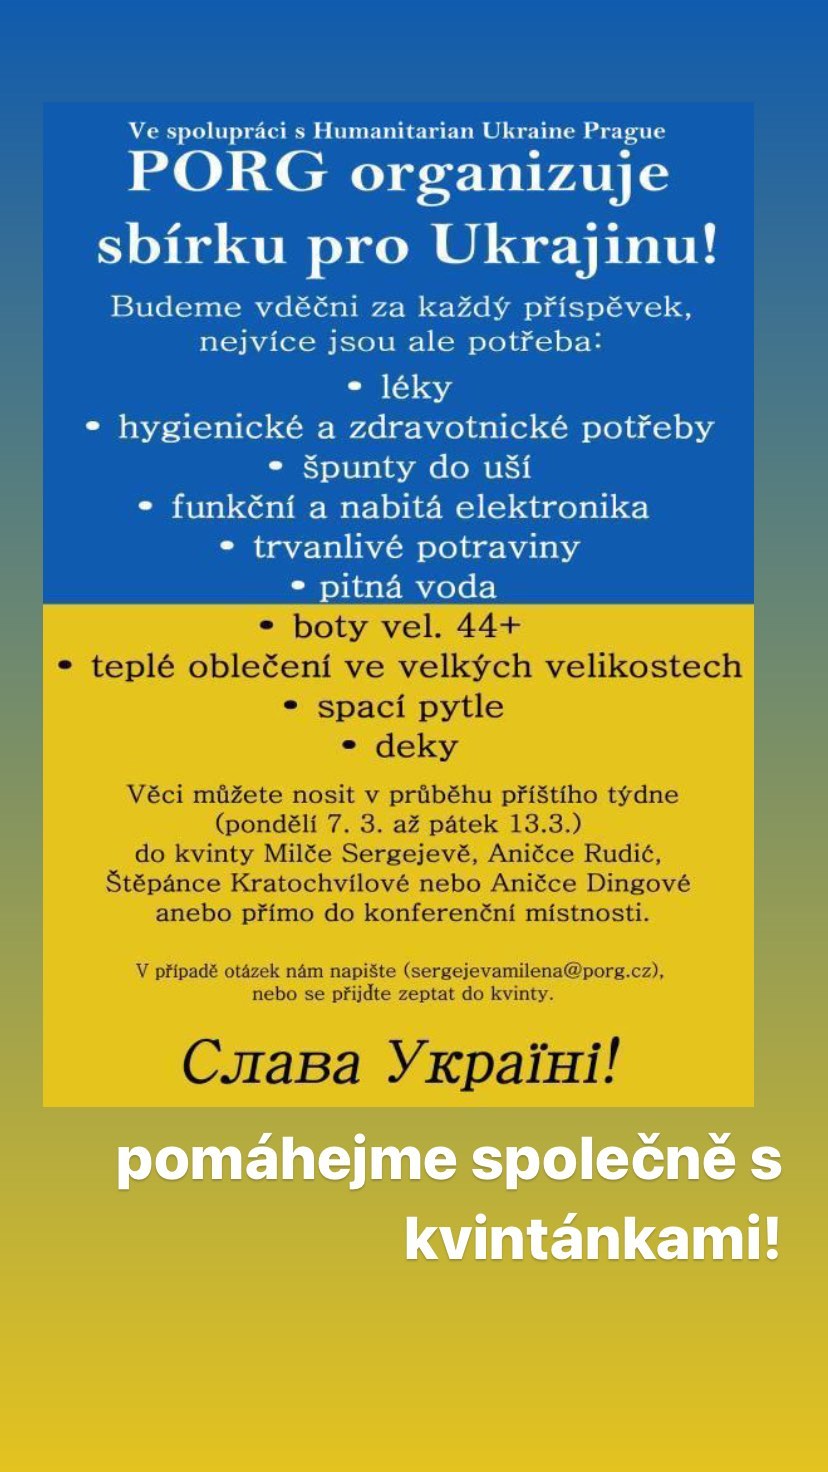 Ve spolupráci s Humanitarian Ukraine Prague
PORG organizuje
sbírku pro Ukrajinu!
Budeme vděčni za každý příspěvek,
nejvíce jsou ale potřeba:
• léky
• hygienické a zdravotnické potřeby
• špunty do uší
• funkční a nabitá elektronika
• trvanlivé potraviny
• pitná voda
• boty vel. 44+
• teplé oblečení ve velkých velikostech
• spací pytle
• deky
Věci můžete nosit v průběhu příštího týdne
(pondělí 7. 3. až pátek 13.3.)
do kvinty Milče Sergejevě, Aničce Rudić,
Štěpánce Kratochvílové nebo Aničce Dingové
anebo přímo do konferenční místnosti.
V případě otázek nám napište (sergejevamilena@porg.cz),
nebo se přijďte zeptat do kvinty.
Слава Україні!
pomáhejme společně s
kvintánkami!